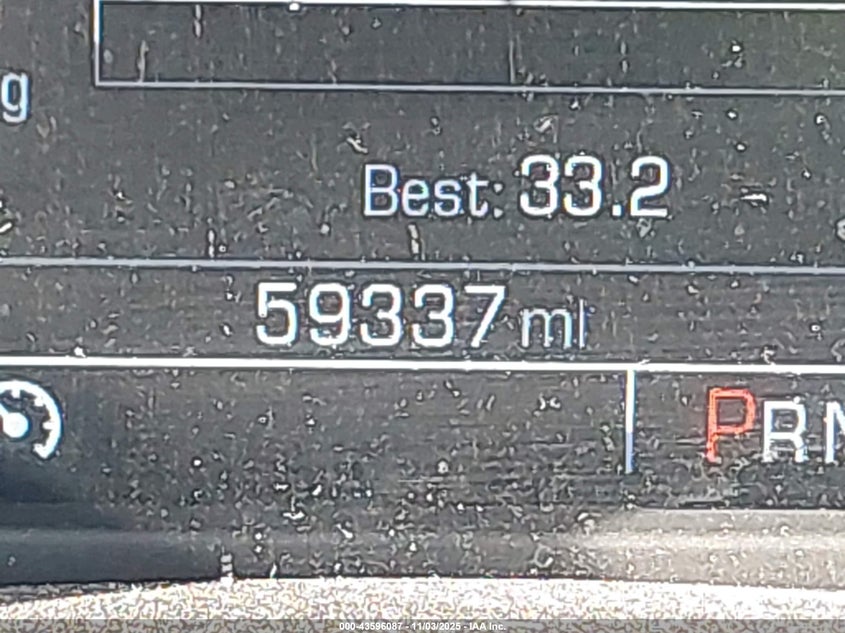 g
Best: 33.2
59337 mi
PRN
000-43596087 - 11/03/2025 - IAA Inc.